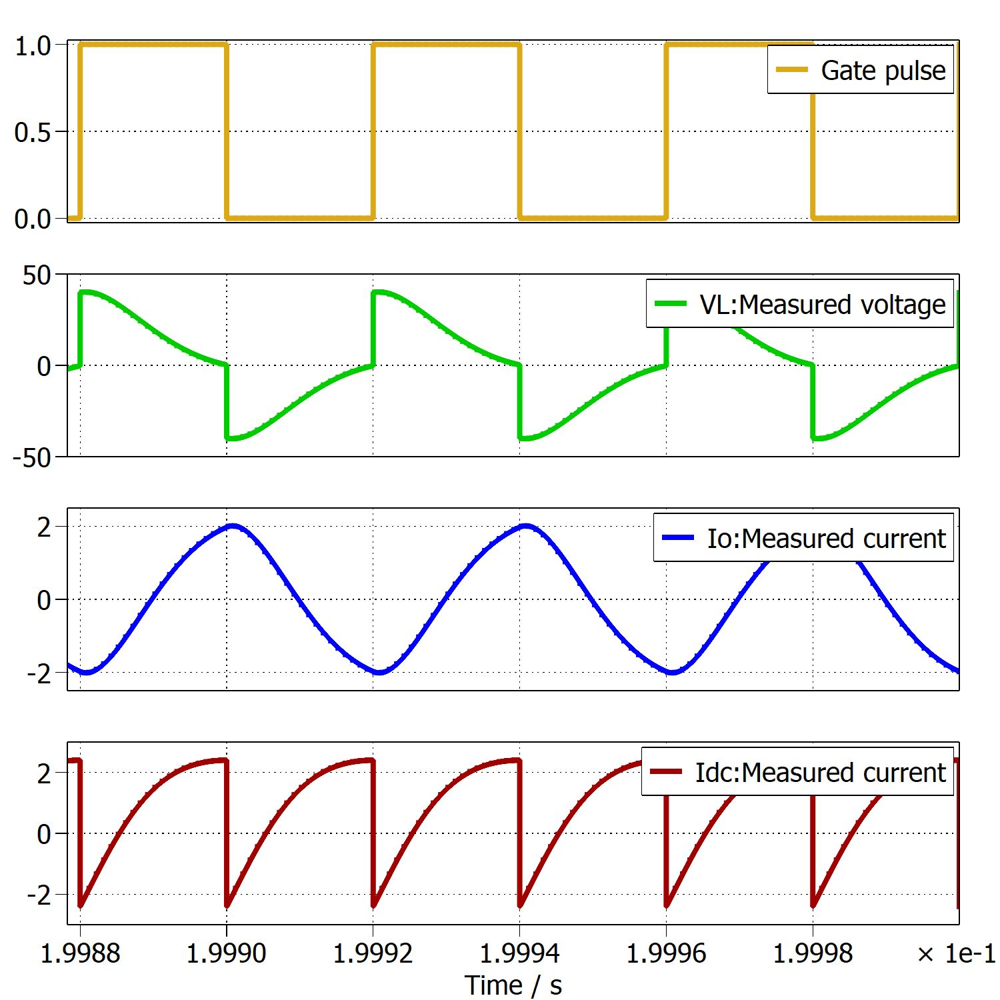 1.0
Gate pulse
0.5
0.0
50
VL:Measured voltage
0
-50
2
Io:Measured current
0
-2
2
Idc:Measured current
0
-2
1.9988 1.9990 1.9992 1.9994 1.9996 1.9998 × 1e-1
Time / s